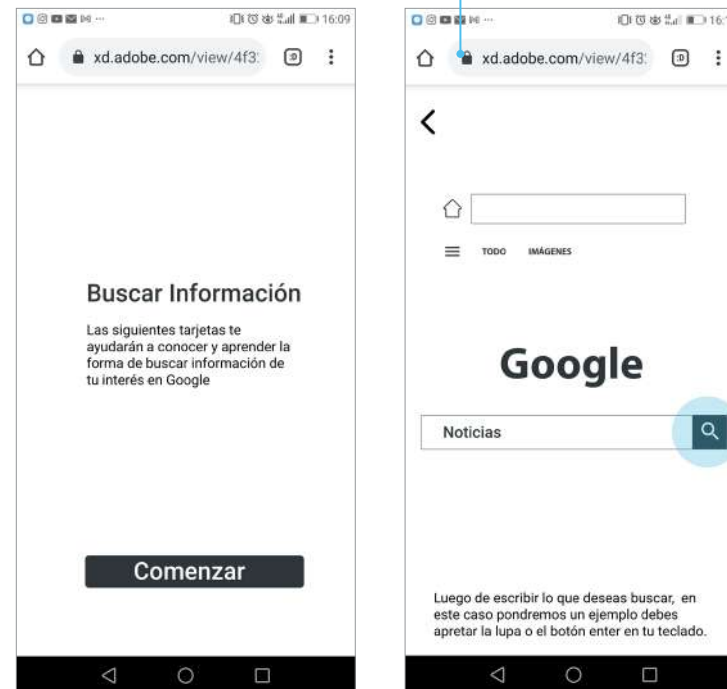 16:09
xd.adobe.com/view/4f3
:D
Buscar Información
Las siguientes tarjetas te
ayudarán a conocer y aprender la
forma de buscar información de
tu interés en Google
Comenzar
16:1
xd.adobe.com/view/4f3
:D
TODO IMÁGENES
Google
Noticias
Luego de escribir lo que deseas buscar, en
este caso pondremos un ejemplo debes
apretar la lupa o el botón enter en tu teclado.